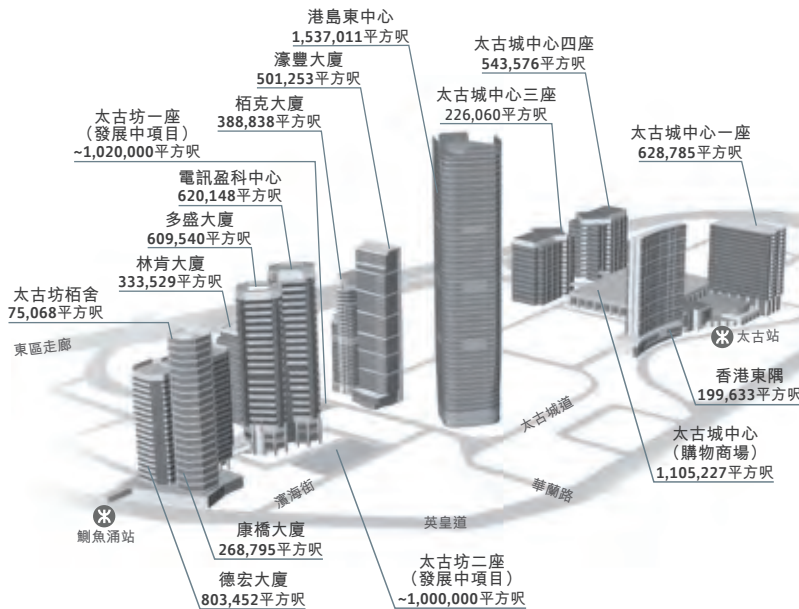 港島東中心
1,537,011平方呎
太古城中心四座
543,576平方呎
濠豐大廈
501,253平方呎
栢克大廈
388,838平方呎
太古城中心三座
226,060平方呎
太古坊一座
（發展中項目）
~1,020,000平方呎
太古城中心一座
628,785平方呎
電訊盈科中心
620,148平方呎
多盛大廈
609,540平方呎
林肯大廈
333,529平方呎
太古坊栢舍
75,068平方呎
東區走廊
太古站
香港東隅
199,633平方呎
太古城道
太古城中心
（購物商場）
1,105,227平方呎
華蘭路
濱海街
英皇道
鰂魚涌站
康橋大廈
268,795平方呎
德宏大廈
803,452平方呎
太古坊二座
（發展中項目）
~1,000,000平方呎